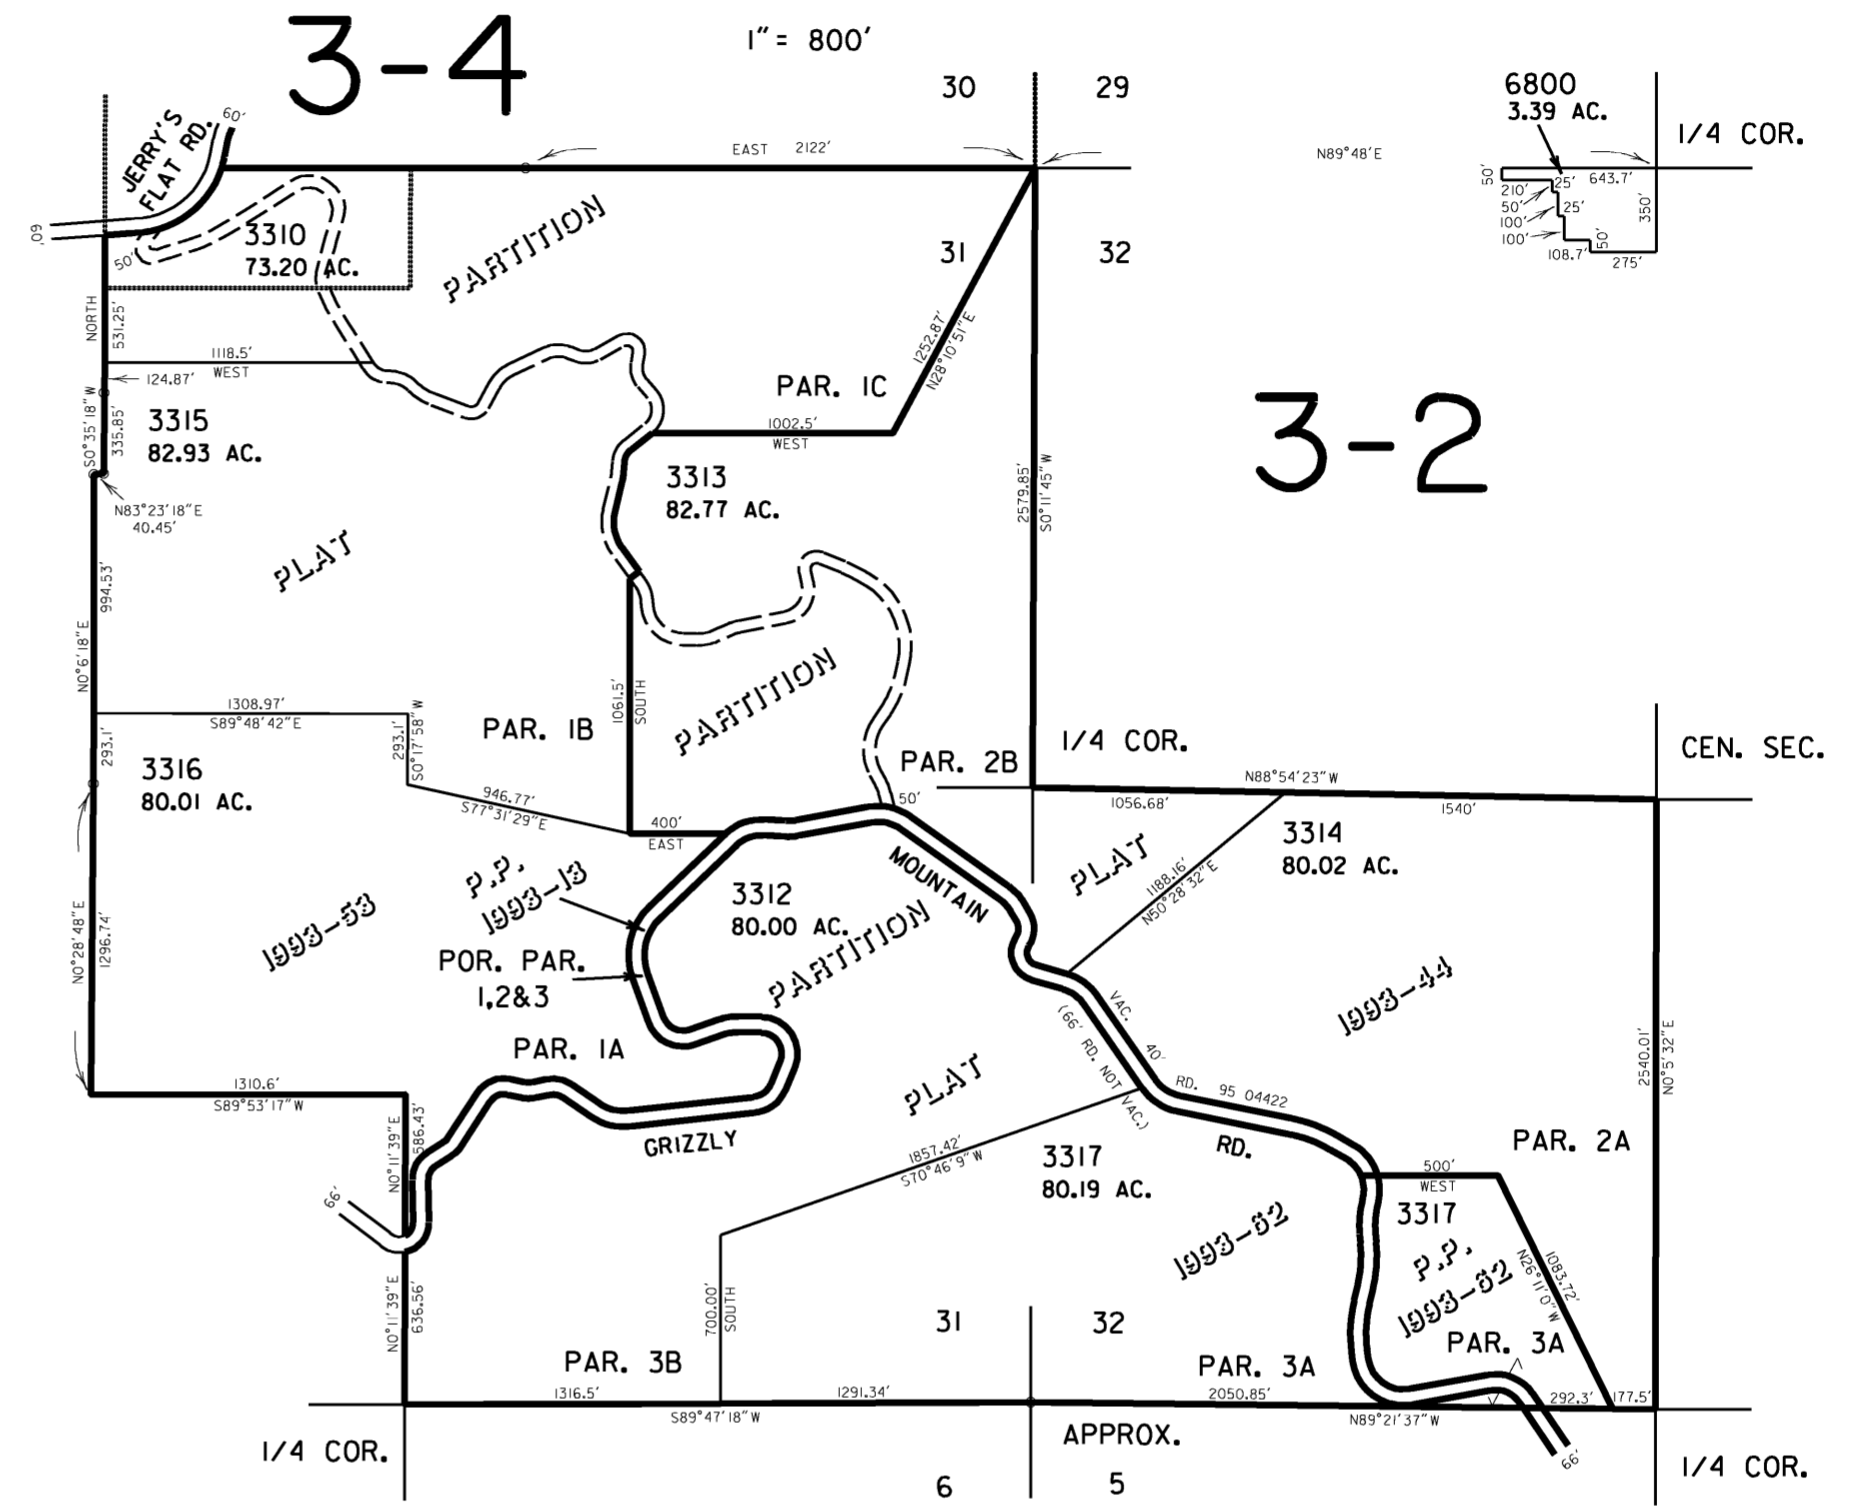 3-4
1"= 800'
30
29
6800
3.39 AC.
1/4 COR.
JERRY'S
FLAT RD.
60'
60'
EAST 2122'
N89°48'E
50'
210'
25'
643.7'
50'
25'
100'
100'
350'
50'
108.7'
275'
3310
73.20 AC.
50'
PARTITION
31
32
NORTH
531.25'
1118.5'
WEST
124.87'
1252.87'
N28°10'51"E
PAR. 1C
S0°35'18"W
335.85'
3315
82.93 AC.
1002.5'
WEST
3-2
3313
82.77 AC.
N83°23'18"E
40.45'
2579.85'
S0°11'45"W
PLAT
994.53'
N0°6'18"E
PARTITION
1061.5'
SOUTH
1308.97'
S89°48'42"E
293.1'
293.1'
S0°17'58"W
PAR. 1B
PAR. 2B
1/4 COR.
CEN. SEC.
3316
80.01 AC.
946.77'
S77°31'29"E
50'
N88°54'23"W
1056.68'
1540'
400'
EAST
3314
80.02 AC.
PLAT
MOUNTAIN
P.P.
1993-13
3312
80.00 AC.
1188.16'
N50°28'32"E
1993-53
N0°28'48"E
1296.74'
PARTITION
POR. PAR.
1,2&3
1993-44
VAC.
40'
RD. 95 04422
(66' RD. NOT VAC.)
PAR. 1A
PLAT
2540.01'
N0°5'32"E
1310.6'
S89°53'17"W
N0°11'39"E
586.43'
GRIZZLY
RD.
1857.42'
S70°46'9"W
3317
80.19 AC.
PAR. 2A
500'
WEST
66'
3317
1993-82
P.P.
1993-82
1083.72'
N26°11'0"W
N0°11'39"E
636.56'
700.00'
SOUTH
31
32
PAR. 3B
PAR. 3A
PAR. 3A
1316.5'
1291.34'
2050.85'
292.3'
177.5'
S89°47'18"W
N89°21'37"W
66'
1/4 COR.
APPROX.
1/4 COR.
6
5